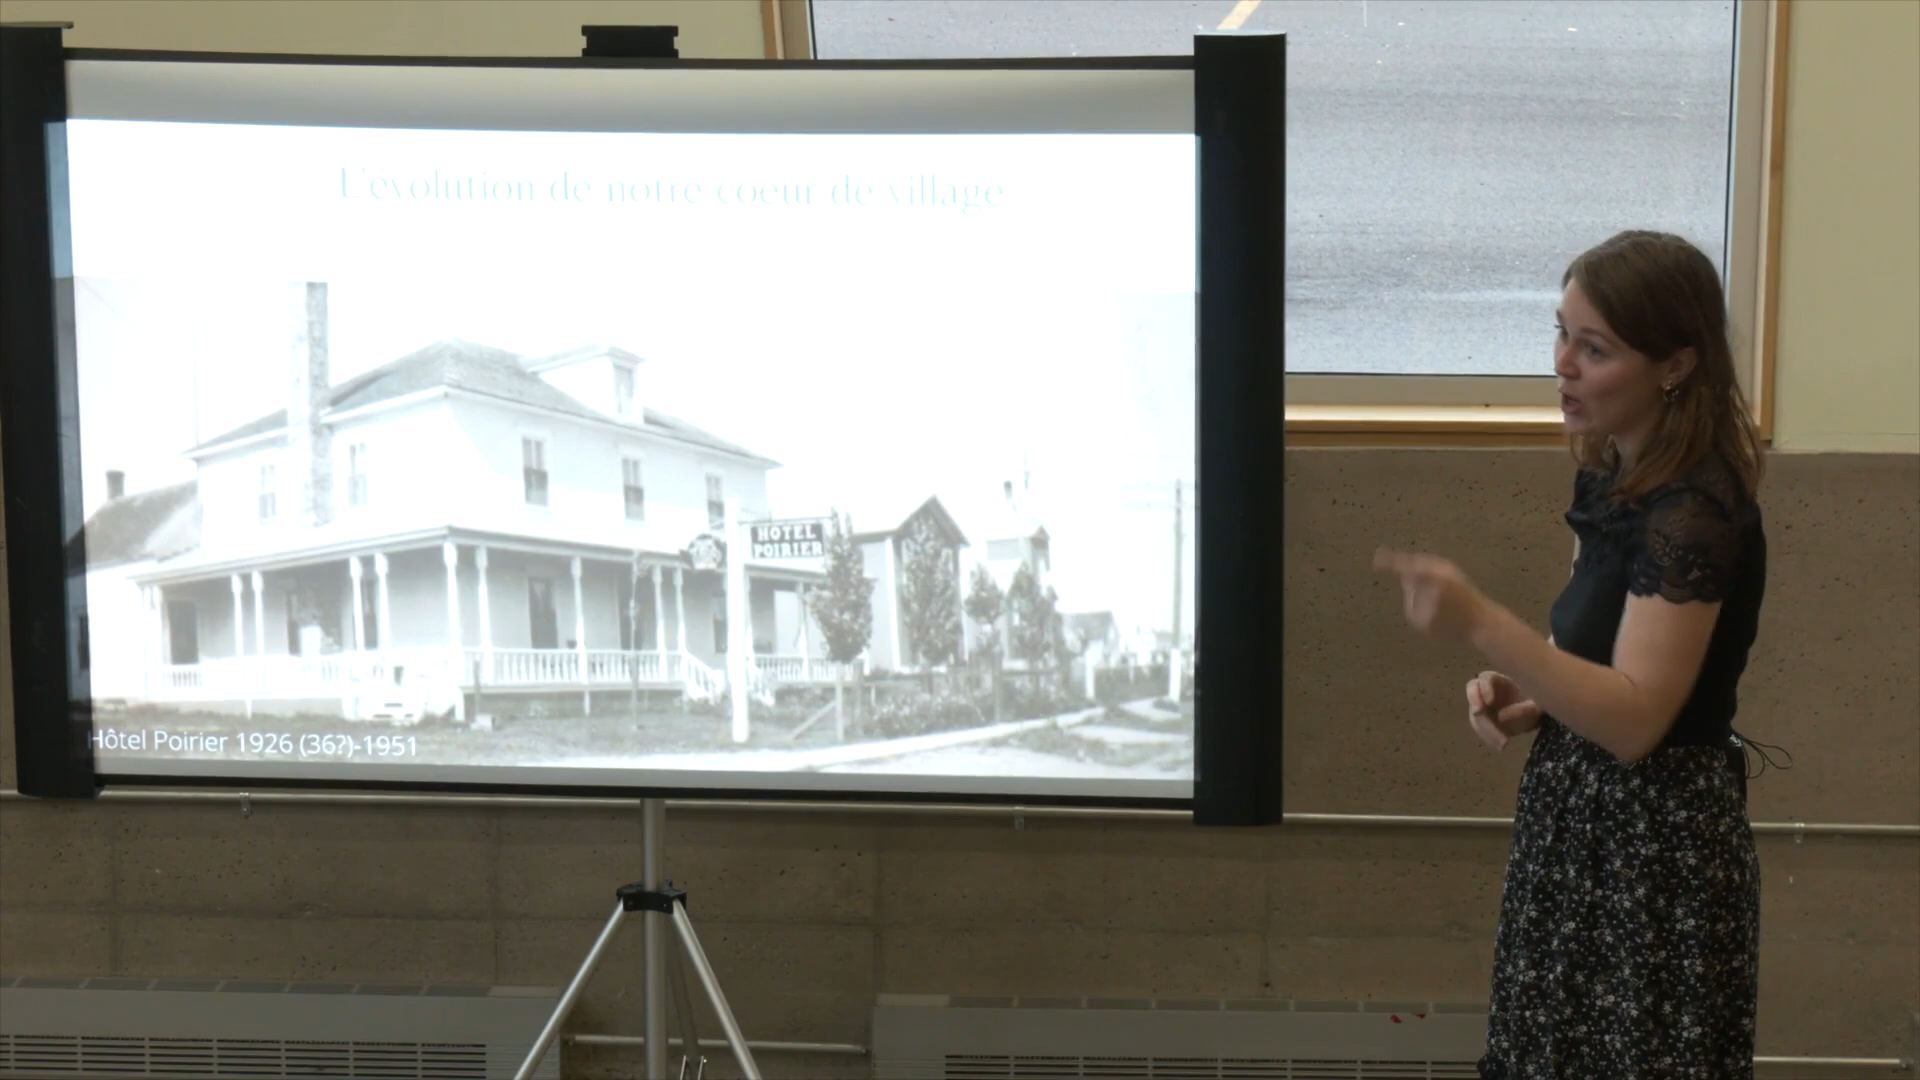 L'évolution de notre coeur de village
HOTEL
POIRIER
Hôtel Poirier 1926 (36?)-1951